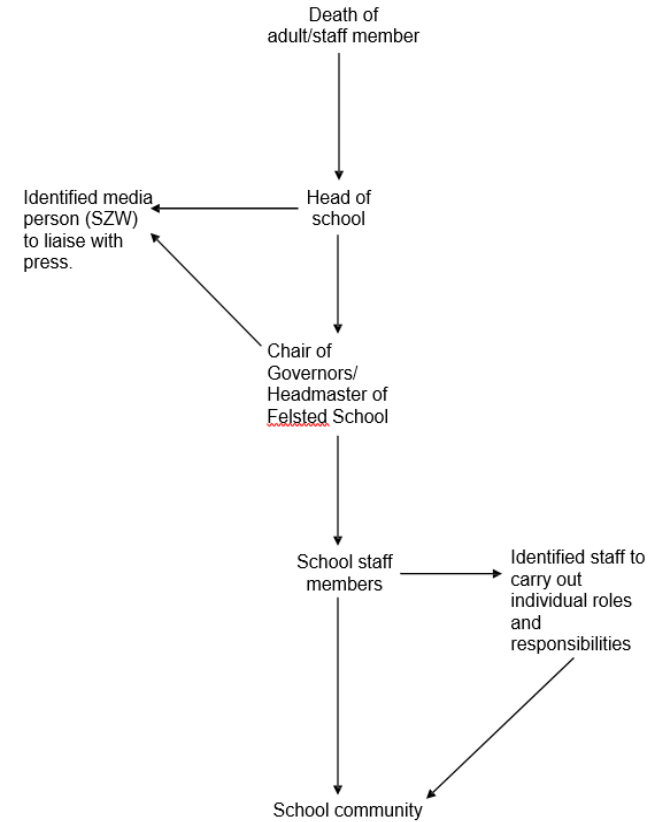 Death of
adult/staff member
Identified media
person (SZW)
to liaise with
press.
Head of
school
Chair of
Governors/
Headmaster of
Felsted School
School staff
members
Identified staff to
carry out
individual roles
and
responsibilities
School community